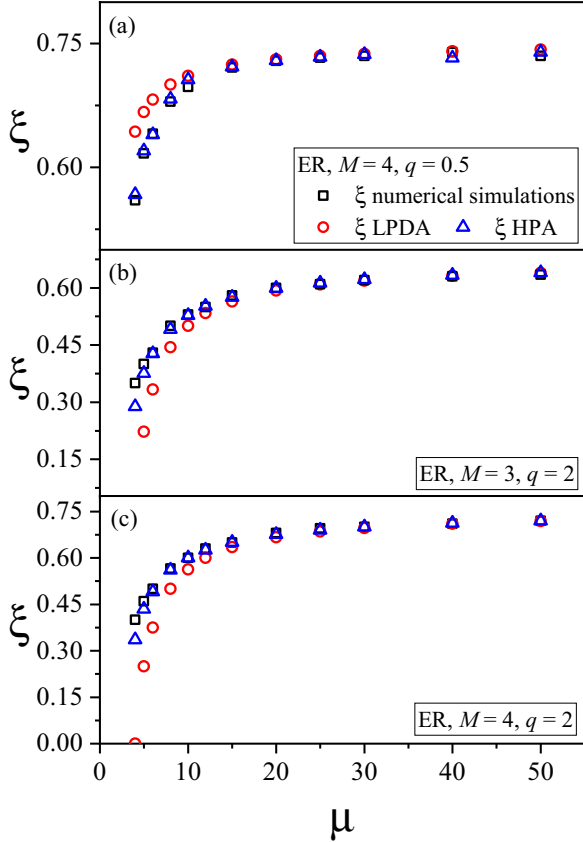 (a)
0.75
0.60
ξ
ER, M = 4, q = 0.5
ξ numerical simulations
ξ LPDA ξ HPA
(b)
0.60
0.45
0.30
0.15
ξ
ER, M = 3, q = 2
(c)
0.75
0.60
0.45
0.30
0.15
0.00
ξ
ER, M = 4, q = 2
0 10 20 30 40 50
μ